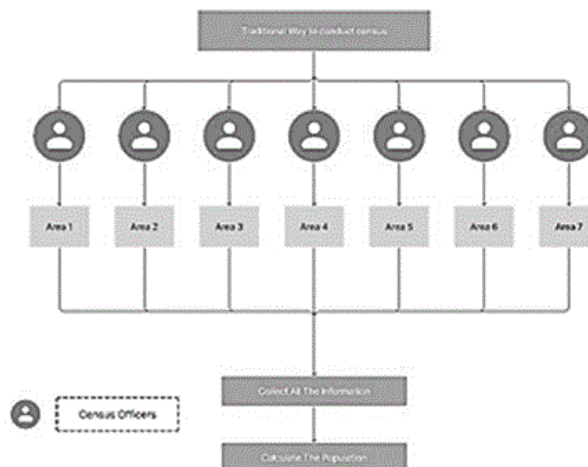 Traditional Way to conduct census
Area 1
Area 2
Area 3
Area 4
Area 5
Area 6
Area 7
Collect All The Information
Census Officers
Calculate The Population